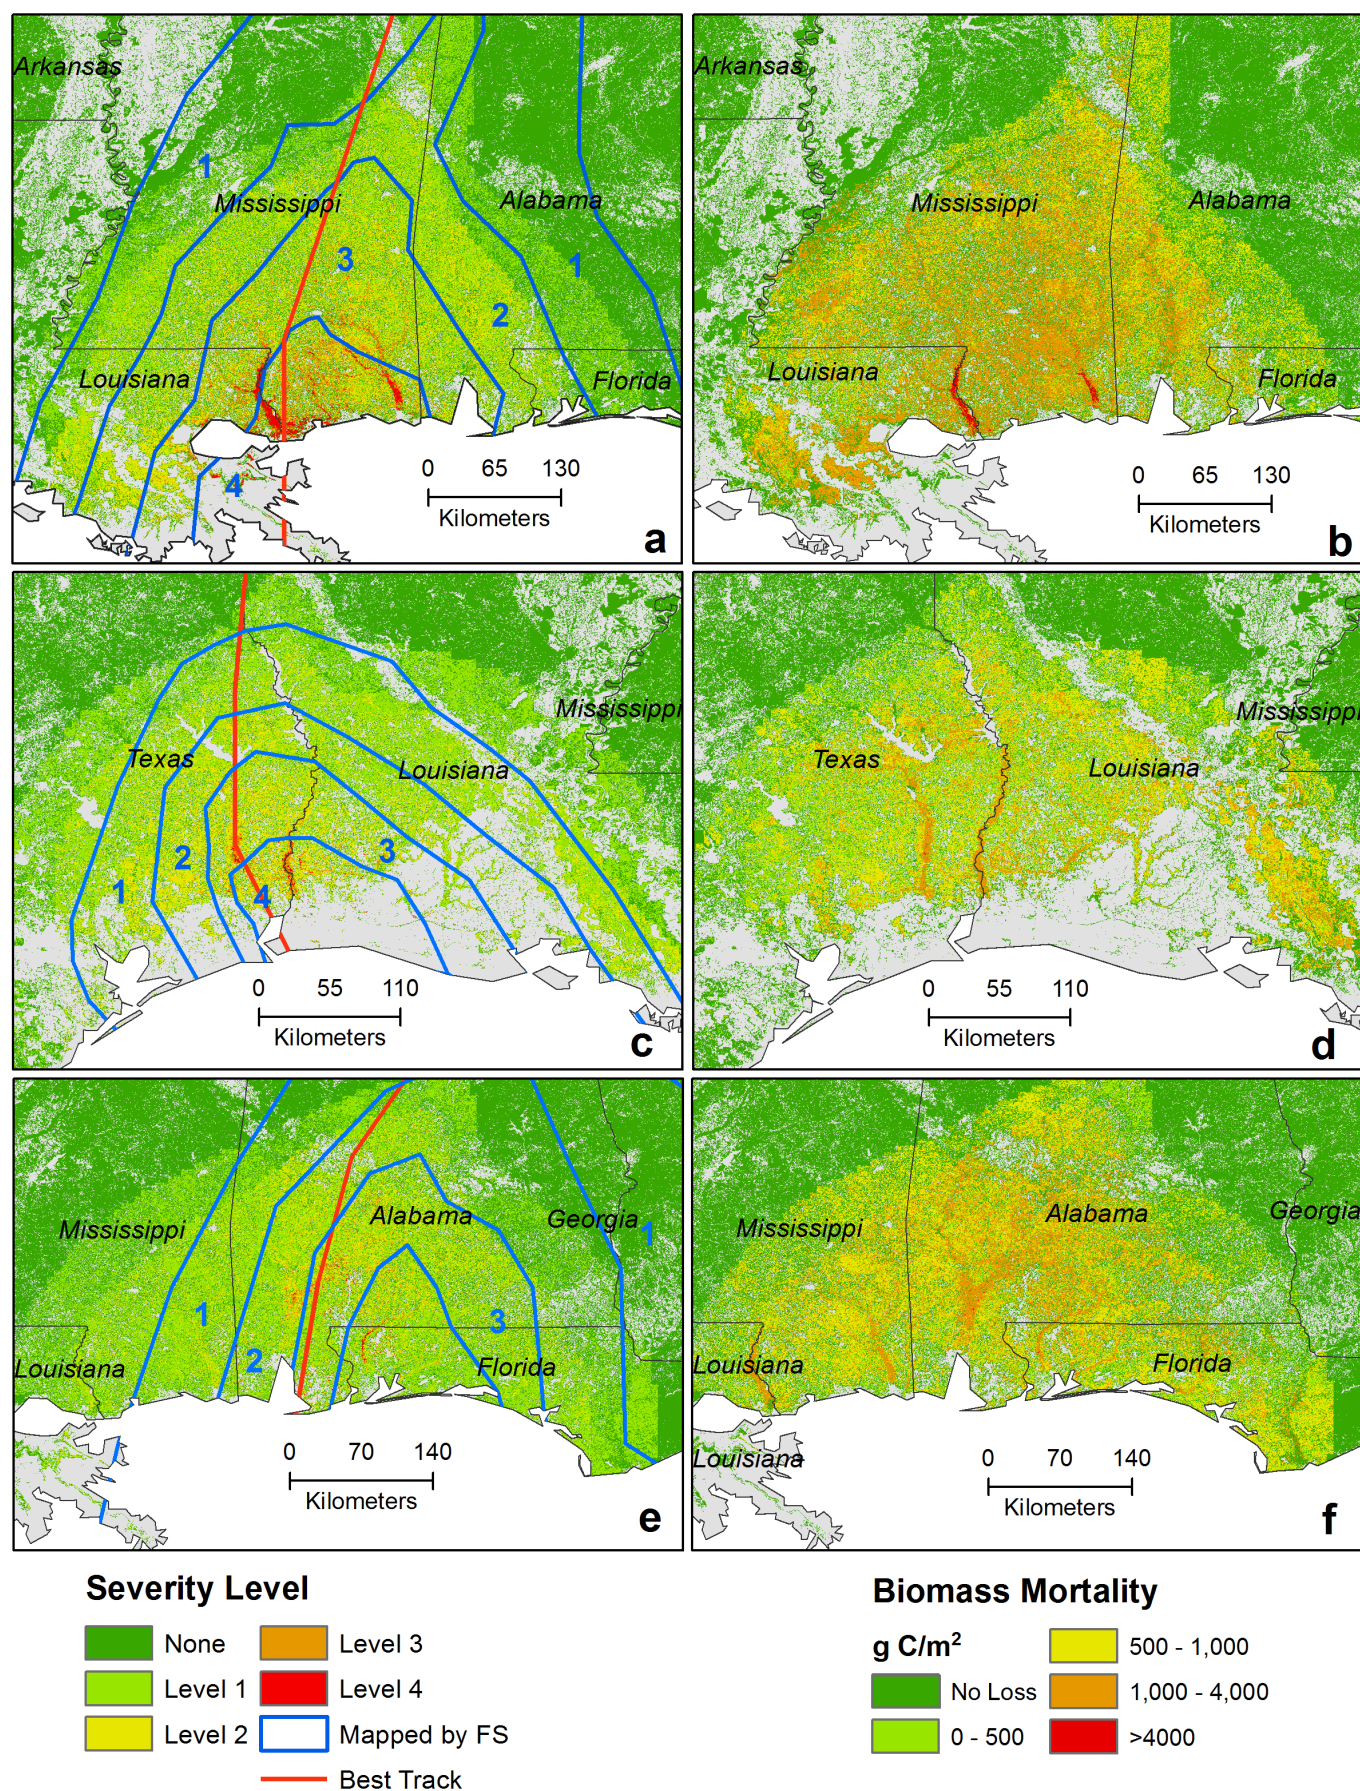 Arkansas
1
Mississippi
Alabama
3
1
2
Louisiana
Florida
4
0 65 130
Kilometers
a
Arkansas
Mississippi
Alabama
Louisiana
Florida
0 65 130
Kilometers
b
Mississippi
Texas
Louisiana
2
3
1
4
0 55 110
Kilometers
c
Mississippi
Texas
Louisiana
0 55 110
Kilometers
d
Mississippi
Alabama
Georgia
1
1
3
2
Louisiana
Florida
0 70 140
Kilometers
e
Mississippi
Alabama
Georgia
Louisiana
Florida
Louisiana
0 70 140
Kilometers
f
Severity Level
None
Level 1
Level 2
Level 3
Level 4
Mapped by FS
Best Track
Biomass Mortality
g C/m²
No Loss
0 - 500
500 - 1,000
1,000 - 4,000
>4000